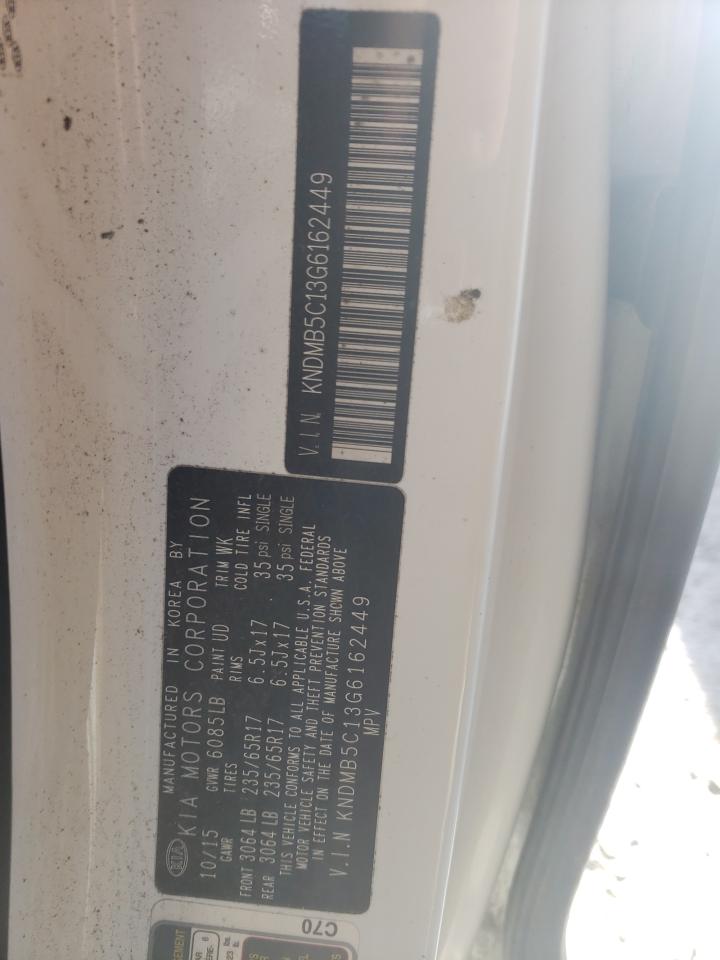 V.I.N. KNDMB5C13G6162449
MANUFACTURED IN KOREA BY
KIA KIA MOTORS CORPORATION
10/15 GVWR 6085LB PAINT UD TRIM WK
GAWR TIRES RIMS COLD TIRE INFL
FRONT 3064 LB 235/65R17 6.5Jx17 35 psi SINGLE
REAR 3064 LB 235/65R17 6.5Jx17 35 psi SINGLE
THIS VEHICLE CONFORMS TO ALL APPLICABLE U.S.A. FEDERAL
MOTOR VEHICLE SAFETY AND THEFT PREVENTION STANDARDS
IN EFFECT ON THE DATE OF MANUFACTURE SHOWN ABOVE
V.I.N KNDMB5C13G6162449
MPV
C70